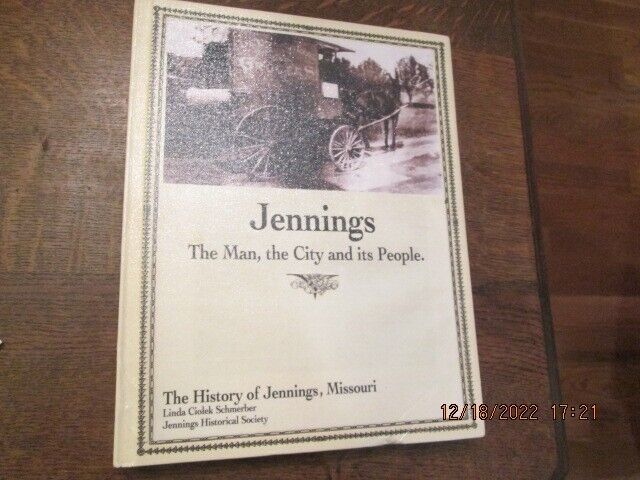 Jennings
The Man, the City and its People.
The History of Jennings, Missouri
Linda Ciolek Schmerber
Jennings Historical Society
12/18/2022 17:21